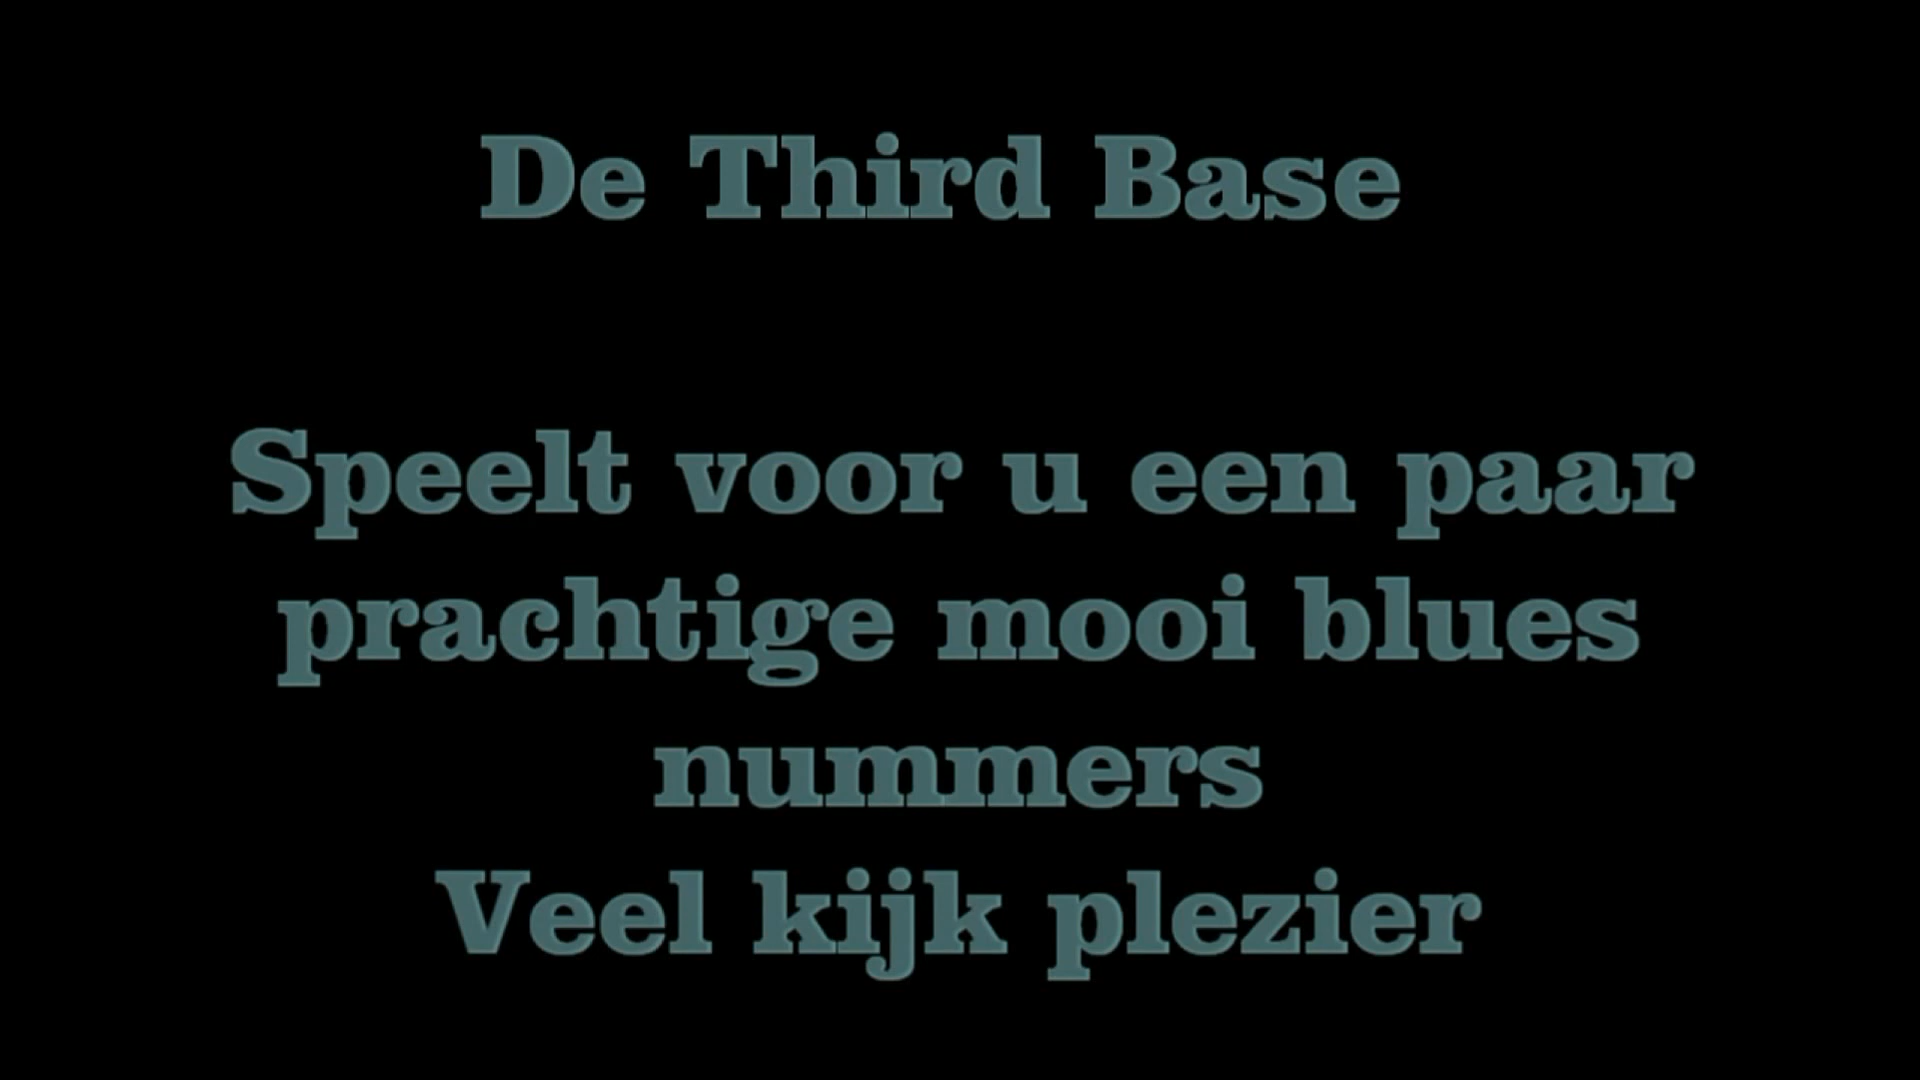 De Third Base
Speelt voor u een paar
prachtige mooi blues
nummers
Veel kijk plezier